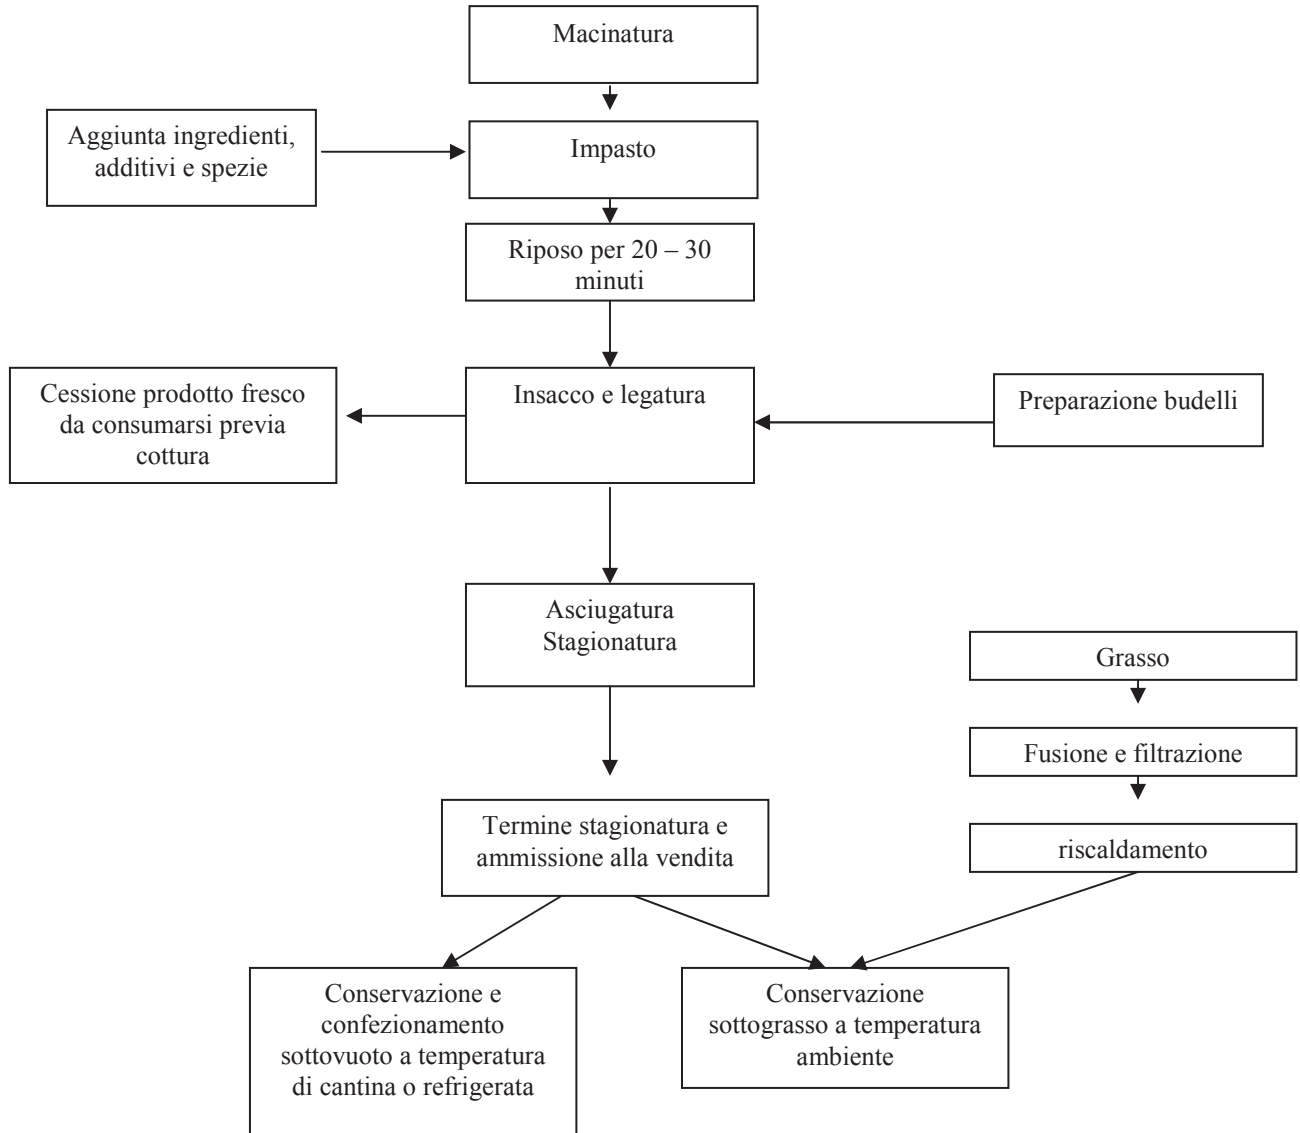 Macinatura
Aggiunta ingredienti,
additivi e spezie
Impasto
Riposo per 20 – 30
minuti
Cessione prodotto fresco
da consumarsi previa
cottura
Insacco e legatura
Preparazione budelli
Asciugatura
Stagionatura
Grasso
Fusione e filtrazione
Termine stagionatura e
ammissione alla vendita
riscaldamento
Conservazione e
confezionamento
sottovuoto a temperatura
di cantina o refrigerata
Conservazione
sottograsso a temperatura
ambiente